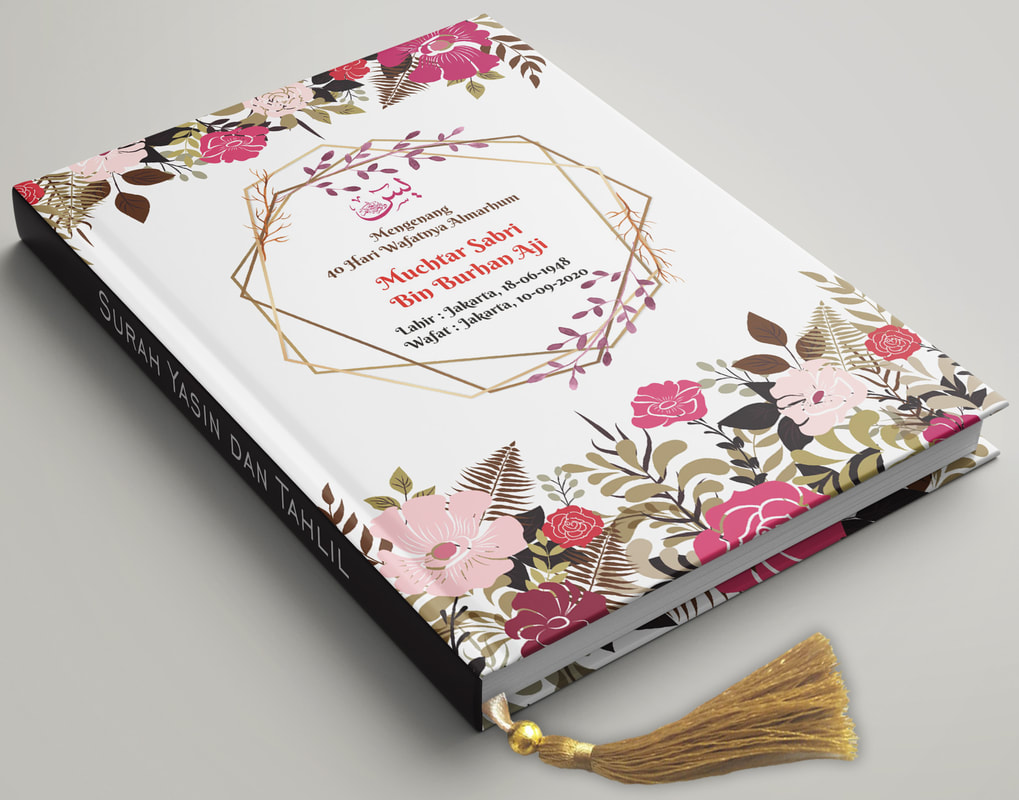 يٰسٓ
Mengenang
40 Hari Wafatnya Almarhum
Muchtar Sabri
Bin Burhan Aji
Lahir : Jakarta, 18-06-1948
Wafat : Jakarta, 10-09-2020
SURAH YASIN DAN TAHLIL